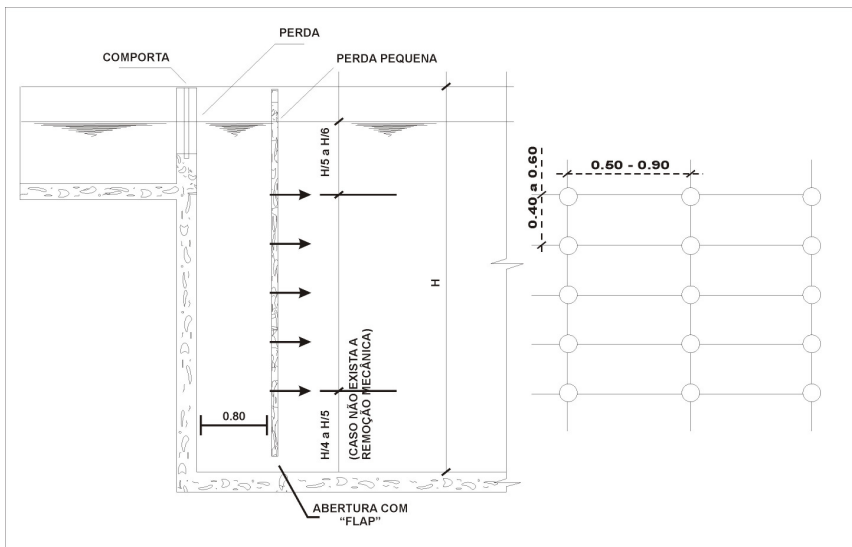 PERDA
COMPORTA
PERDA PEQUENA
H/5 a H/6
0.40 a 0.60
0.50 - 0.90
H
0.80
H/4 a H/5
(CASO NÃO EXISTA A
REMOÇÃO MECÂNICA)
ABERTURA COM
“FLAP”